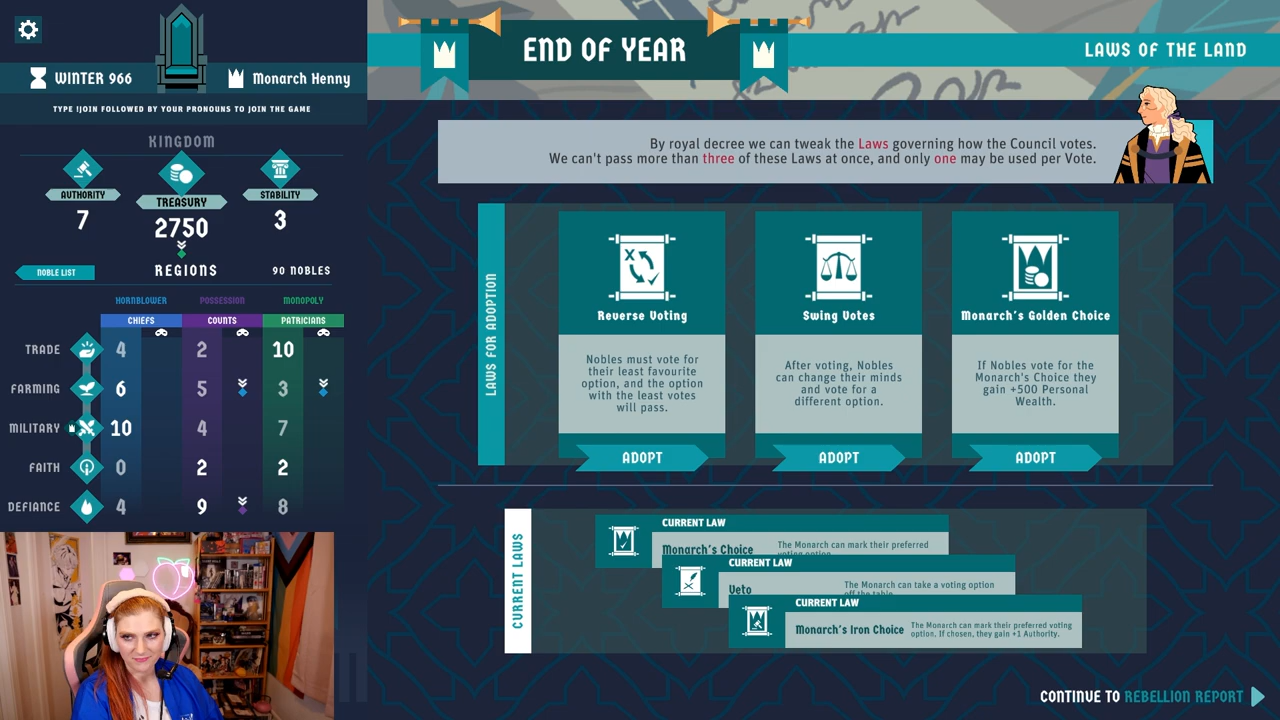 WINTER 966
Monarch Henny
TYPE !JOIN FOLLOWED BY YOUR PRONOUNS TO JOIN THE GAME
KINGDOM
AUTHORITY
7
TREASURY
2750
STABILITY
3
NOBLE LIST
REGIONS
90 NOBLES
HORNBLOWER POSSESSION MONOPOLY
CHIEFS COUNTS PATRICIANS
TRADE 4 2 10
FARMING 6 5 3
MILITARY 10 4 7
FAITH 0 2 2
DEFIANCE 4 9 8
END OF YEAR
LAWS OF THE LAND
By royal decree we can tweak the Laws governing how the Council votes.
We can't pass more than three of these Laws at once, and only one may be used per Vote.
LAWS FOR ADOPTION
Reverse Voting
Nobles must vote for
their least favourite
option, and the option
with the least votes
will pass.
ADOPT
Swing Votes
After voting, Nobles
can change their minds
and vote for a
different option.
ADOPT
Monarch's Golden Choice
If Nobles vote for the
Monarch's Choice they
gain +500 Personal
Wealth.
ADOPT
CURRENT LAWS
CURRENT LAW
Monarch's Choice
The Monarch can mark their preferred
voting option.
CURRENT LAW
Veto
The Monarch can take a voting option
off the table.
CURRENT LAW
Monarch's Iron Choice
The Monarch can mark their preferred voting
option. If chosen, they gain +1 Authority.
CONTINUE TO REBELLION REPORT